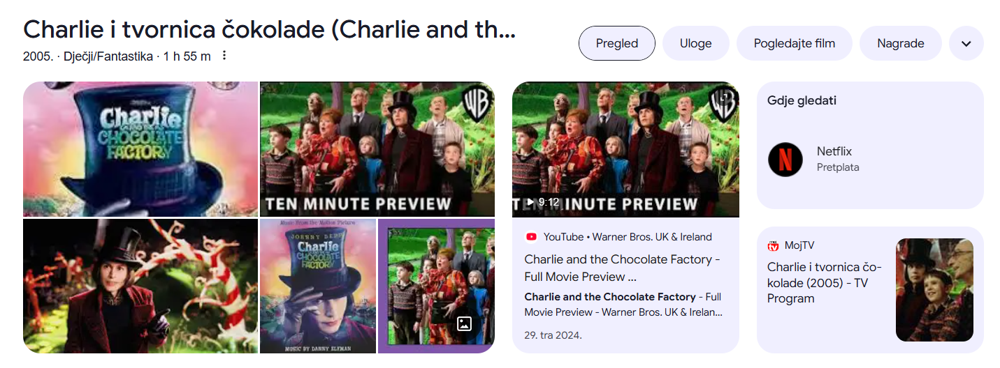 Charlie i tvornica čokolade (Charlie and th...
2005. · Dječji/Fantastika · 1 h 55 m
Pregled
Uloge
Pogledajte film
Nagrade
Charlie
AND THE
CHOCOLATE
FACTORY
WB
TEN MINUTE PREVIEW
Music From the Motion Picture
JOHNNY DEPP
Charlie
AND THE
CHOCOLATE
FACTORY
MUSIC BY DANNY ELFMAN
WB
TEN MINUTE PREVIEW
9:12
YouTube • Warner Bros. UK & Ireland
Charlie and the Chocolate Factory -
Full Movie Preview ...
Charlie and the Chocolate Factory - Full
Movie Preview - Warner Bros. UK & Irelan...
29. tra 2024.
Gdje gledati
N
Netflix
Pretplata
MojTV
Charlie i tvornica čo-
kolade (2005) - TV
Program